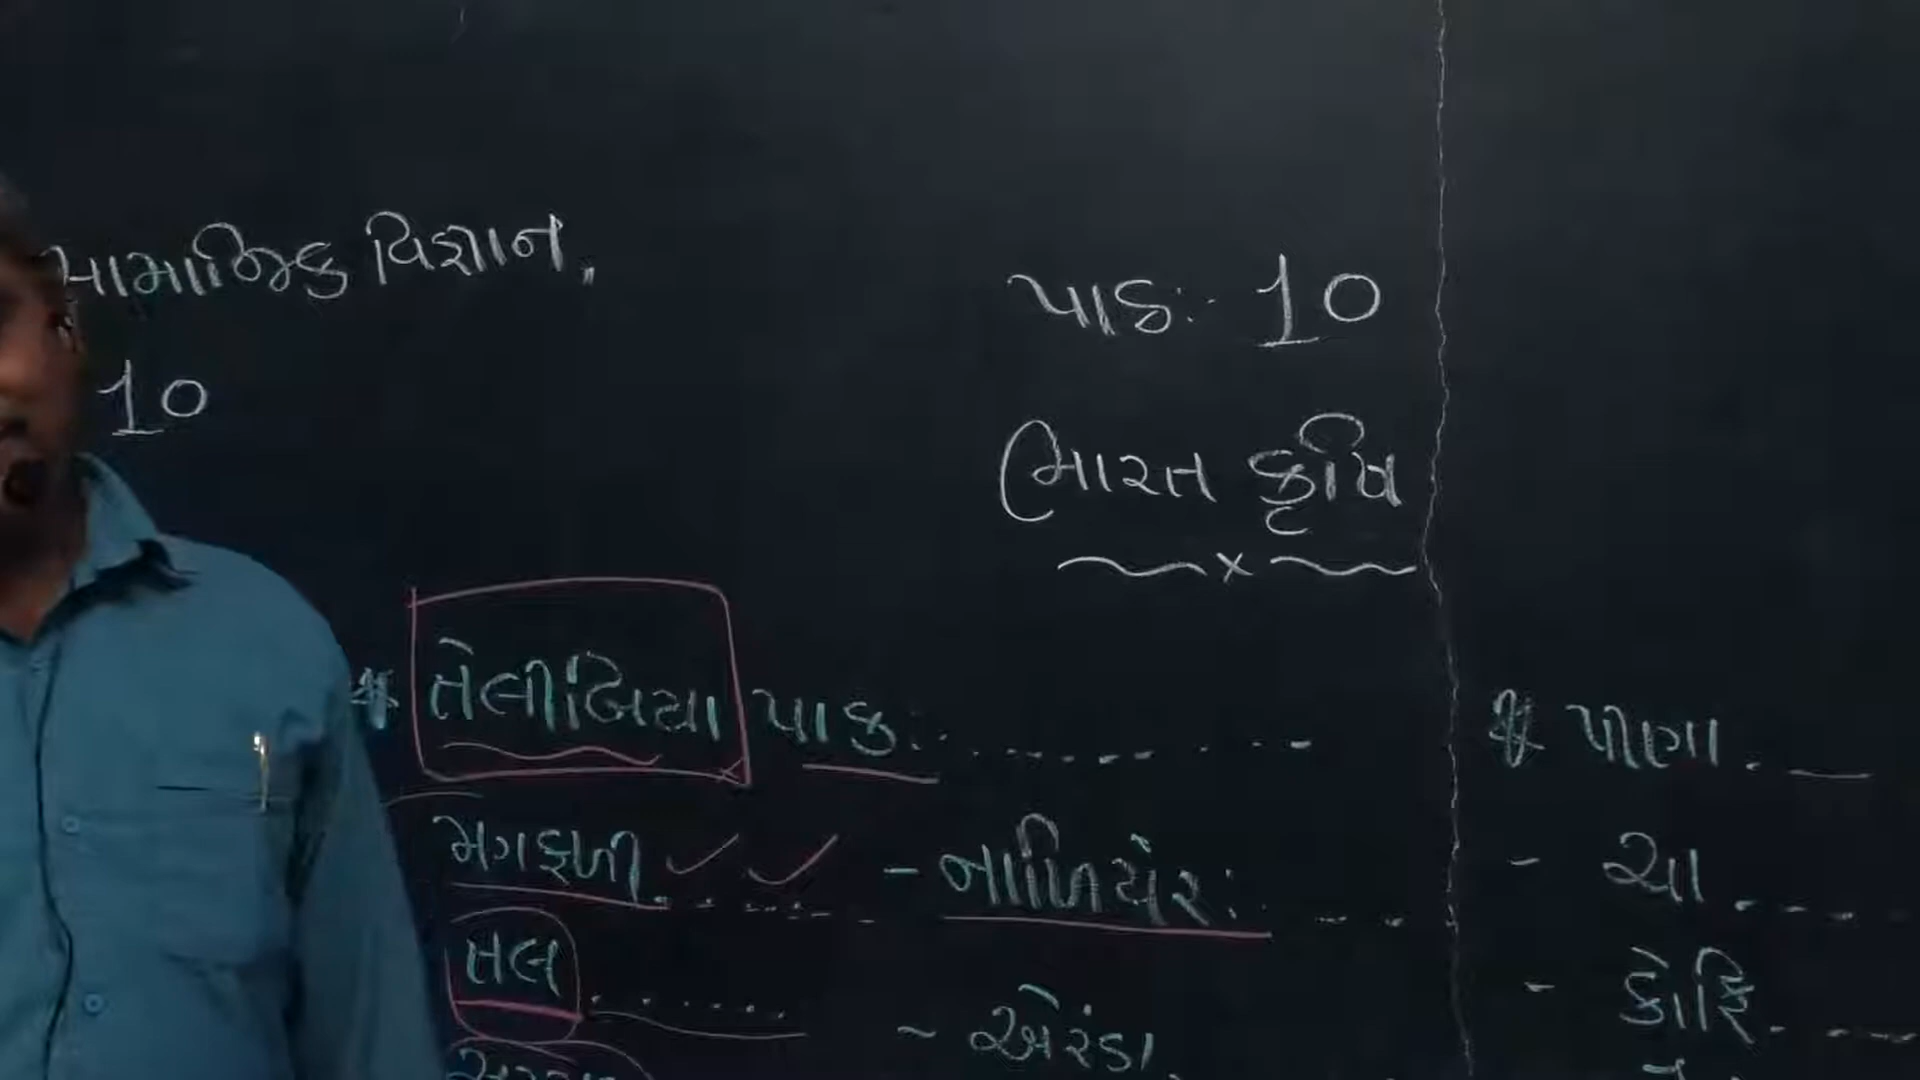 સામાજિક વિજ્ઞાન,
10
પાઠ :- 10
ભારત કૃષિ
* તેલીબિયા પાક :
મગફળી
- નાળિયેર :
તલ
- એરંડા
* પીણા
- ચા
- કોફિ